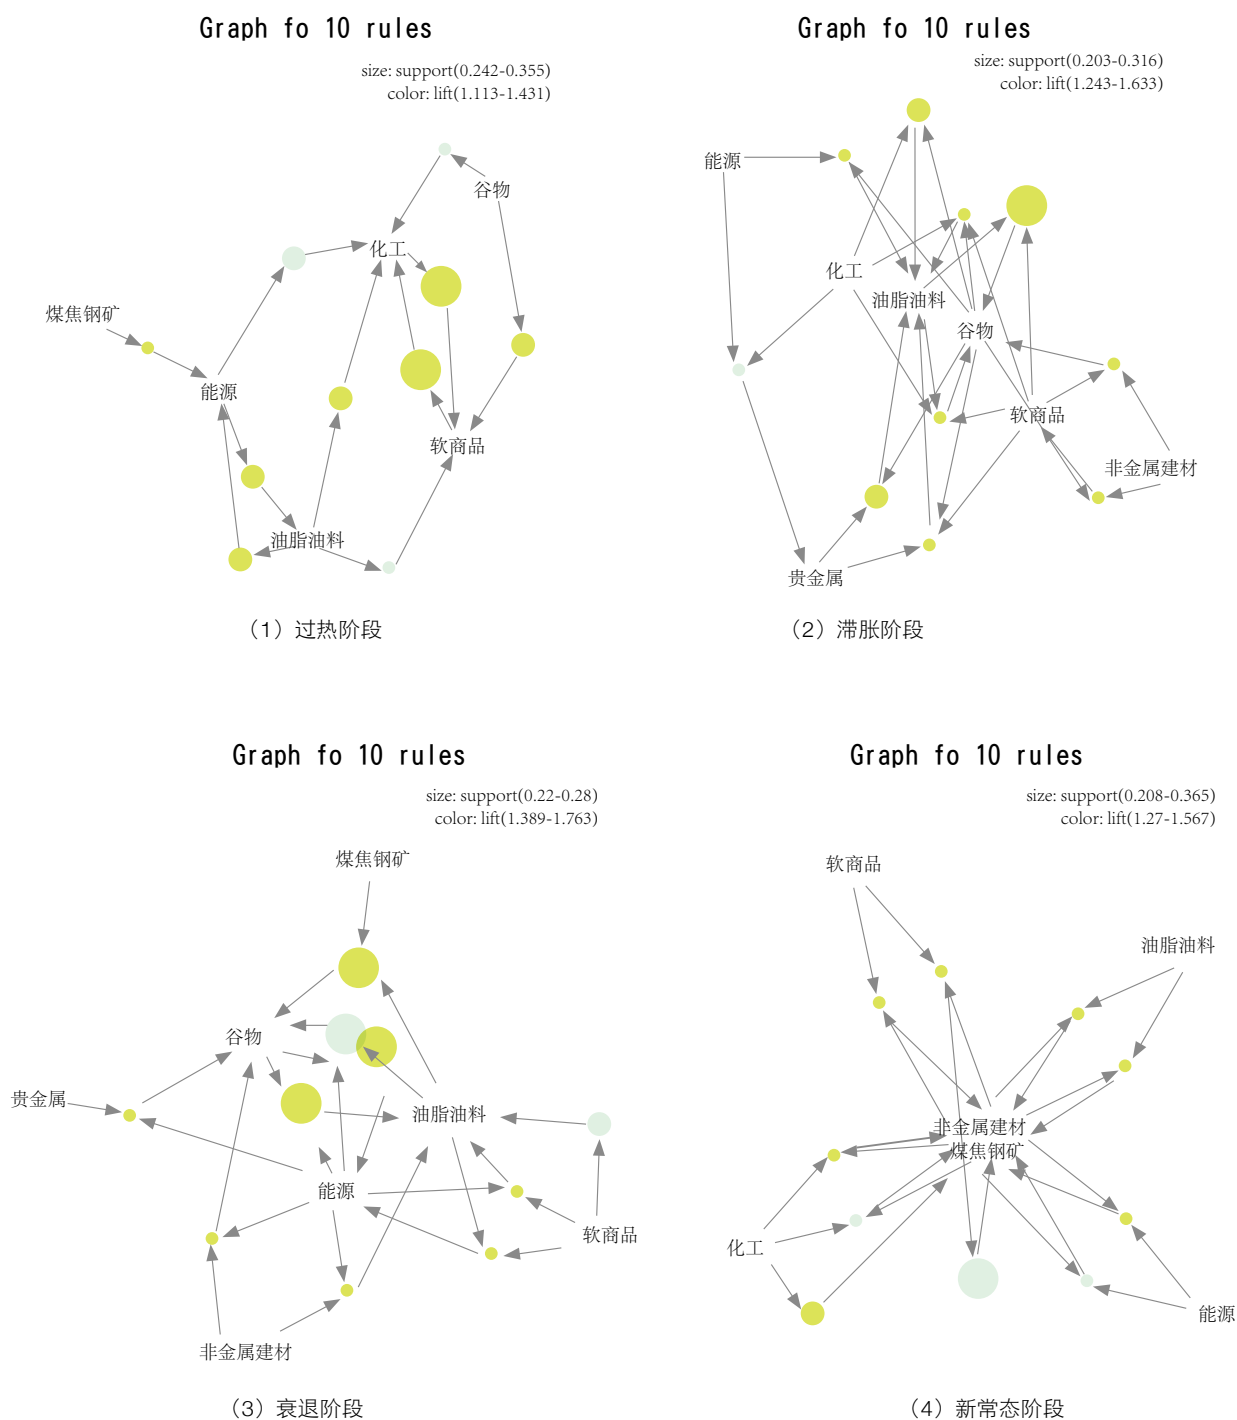 Graph fo 10 rules
size: support(0.242-0.355)
color: lift(1.113-1.431)
谷物
化工
煤焦钢矿
能源
软商品
油脂油料
（1）过热阶段
Graph fo 10 rules
size: support(0.203-0.316)
color: lift(1.243-1.633)
能源
化工
油脂油料
谷物
软商品
非金属建材
贵金属
（2）滞胀阶段
Graph fo 10 rules
size: support(0.22-0.28)
color: lift(1.389-1.763)
煤焦钢矿
谷物
贵金属
油脂油料
能源
软商品
非金属建材
（3）衰退阶段
Graph fo 10 rules
size: support(0.208-0.365)
color: lift(1.27-1.567)
软商品
油脂油料
非金属建材
煤焦钢矿
化工
能源
（4）新常态阶段